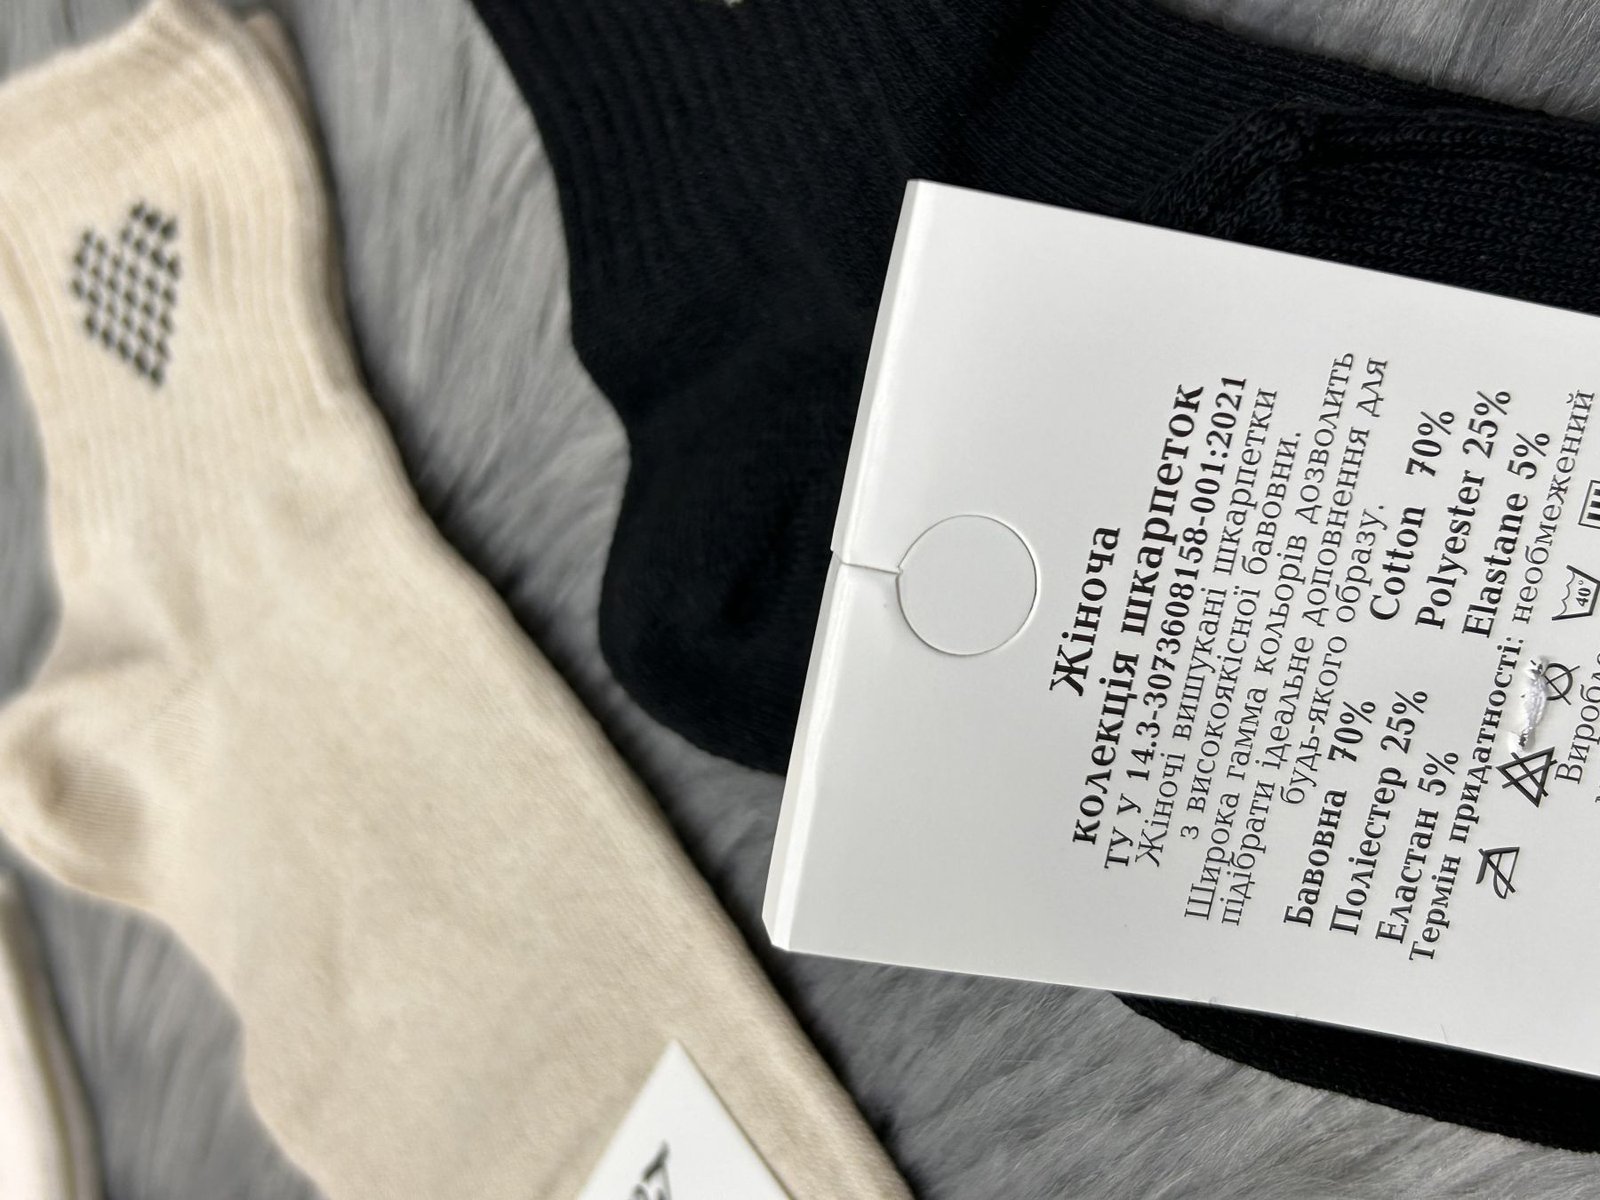 Жіноча
колекція шкарпеток
ТУ У 14.3-3073608158-001:2021
Жіночі вишукані шкарпетки
з високоякісної бавовни.
Широка гамма кольорів дозволить
підібрати ідеальне доповнення для
будь-якого образу.
Бавовна 70% Cotton 70%
Поліестер 25% Polyester 25%
Еластан 5% Elastane 5%
Термін придатності: необмежений
40°